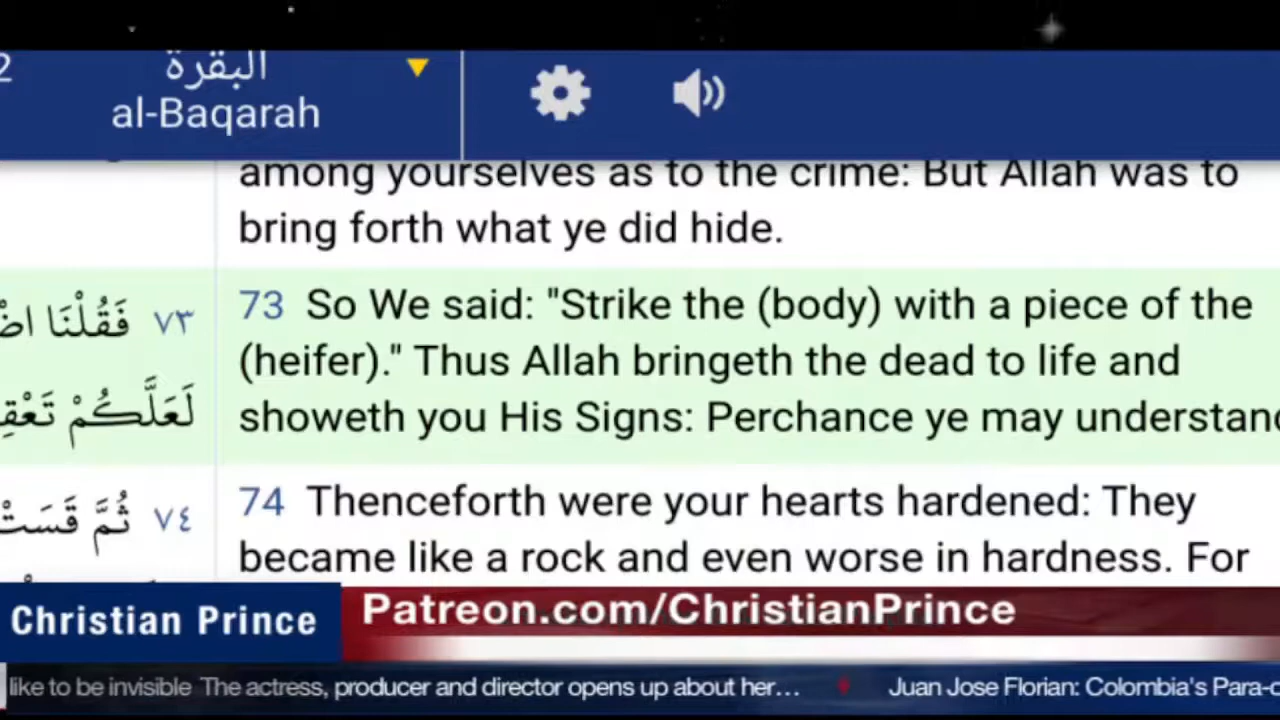 2
البقرة
al-Baqarah
among yourselves as to the crime: But Allah was to
bring forth what ye did hide.
73 So We said: "Strike the (body) with a piece of the
(heifer)." Thus Allah bringeth the dead to life and
showeth you His Signs: Perchance ye may understand
٧٣ فَقُلْنَا اضْ
لَعَلَّكُمْ تَعْقِ
74 Thenceforth were your hearts hardened: They
became like a rock and even worse in hardness. For
٧٤ ثُمَّ قَسَتْ
Christian Prince
Patreon.com/ChristianPrince
like to be invisible The actress, producer and director opens up about her... Juan Jose Florian: Colombia's Para-c